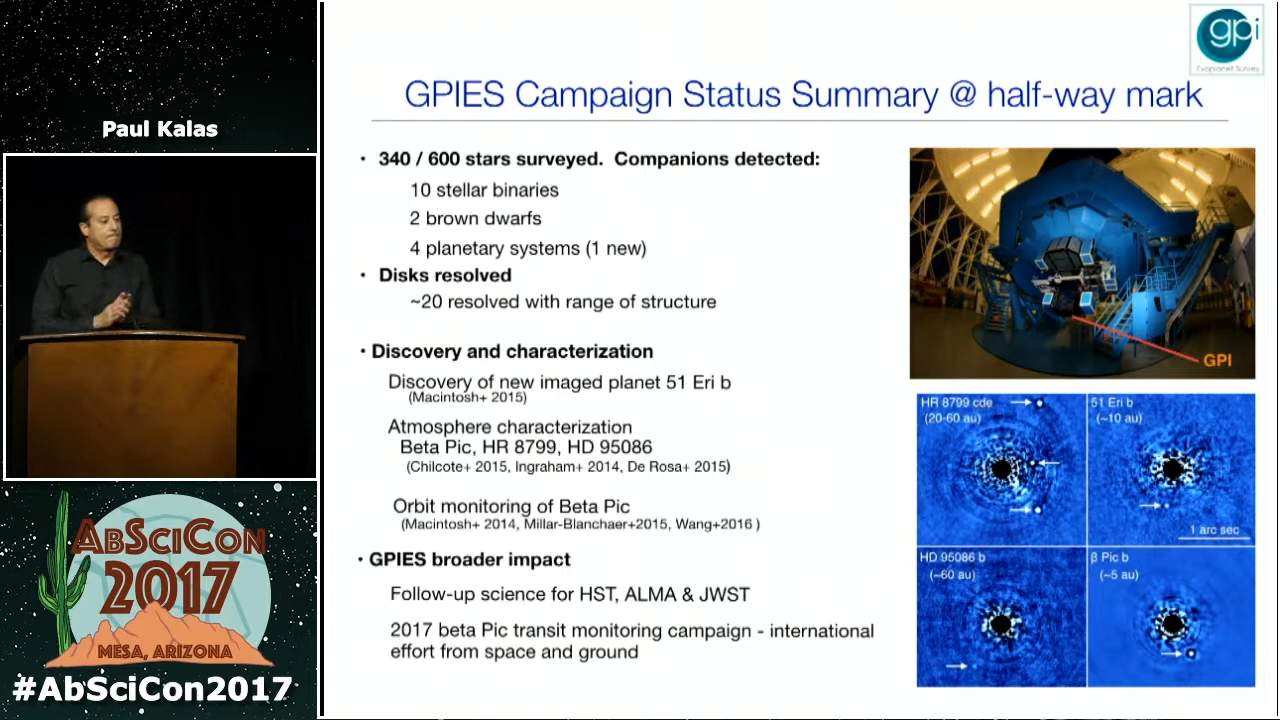 gpi
Exoplanet Survey
GPIES Campaign Status Summary @ half-way mark
Paul Kalas
• 340 / 600 stars surveyed. Companions detected:
10 stellar binaries
2 brown dwarfs
4 planetary systems (1 new)
• Disks resolved
~20 resolved with range of structure
• Discovery and characterization
Discovery of new imaged planet 51 Eri b
(Macintosh+ 2015)
Atmosphere characterization
Beta Pic, HR 8799, HD 95086
(Chilcote+ 2015, Ingraham+ 2014, De Rosa+ 2015)
Orbit monitoring of Beta Pic
(Macintosh+ 2014, Millar-Blanchaer+2015, Wang+2016 )
• GPIES broader impact
Follow-up science for HST, ALMA & JWST
2017 beta Pic transit monitoring campaign - international
effort from space and ground
GPI
HR 8799 cde
(20-60 au)
51 Eri b
(~10 au)
1 arc sec
HD 95086 b
(~60 au)
β Pic b
(~5 au)
ABSCICON
2017
MESA, ARIZONA
#AbSciCon2017